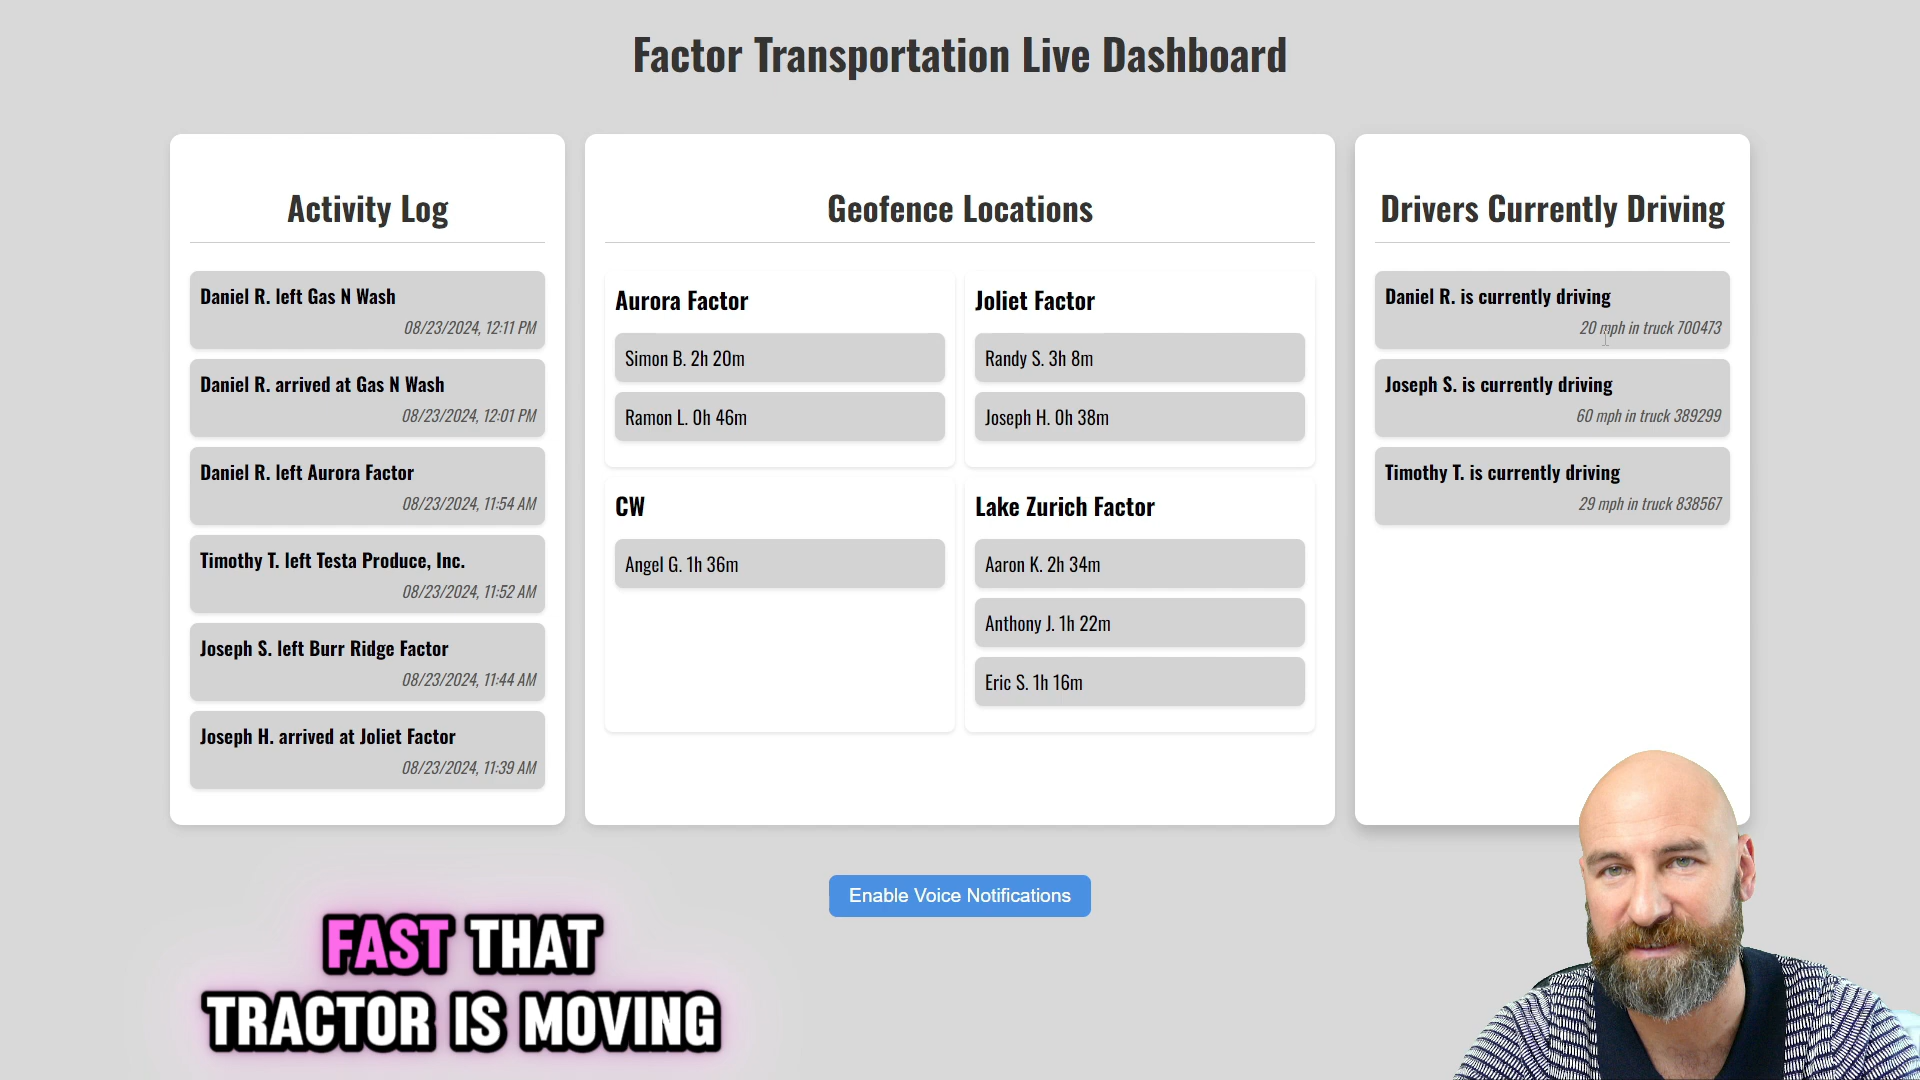 Factor Transportation Live Dashboard
Activity Log
Daniel R. left Gas N Wash
08/23/2024, 12:11 PM
Daniel R. arrived at Gas N Wash
08/23/2024, 12:01 PM
Daniel R. left Aurora Factor
08/23/2024, 11:54 AM
Timothy T. left Testa Produce, Inc.
08/23/2024, 11:52 AM
Joseph S. left Burr Ridge Factor
08/23/2024, 11:44 AM
Joseph H. arrived at Joliet Factor
08/23/2024, 11:39 AM
Geofence Locations
Aurora Factor
Simon B. 2h 20m
Ramon L. 0h 46m
Joliet Factor
Randy S. 3h 8m
Joseph H. 0h 38m
CW
Angel G. 1h 36m
Lake Zurich Factor
Aaron K. 2h 34m
Anthony J. 1h 22m
Eric S. 1h 16m
Drivers Currently Driving
Daniel R. is currently driving
20 mph in truck 700473
Joseph S. is currently driving
60 mph in truck 389299
Timothy T. is currently driving
29 mph in truck 838567
Enable Voice Notifications
FAST THAT
TRACTOR IS MOVING